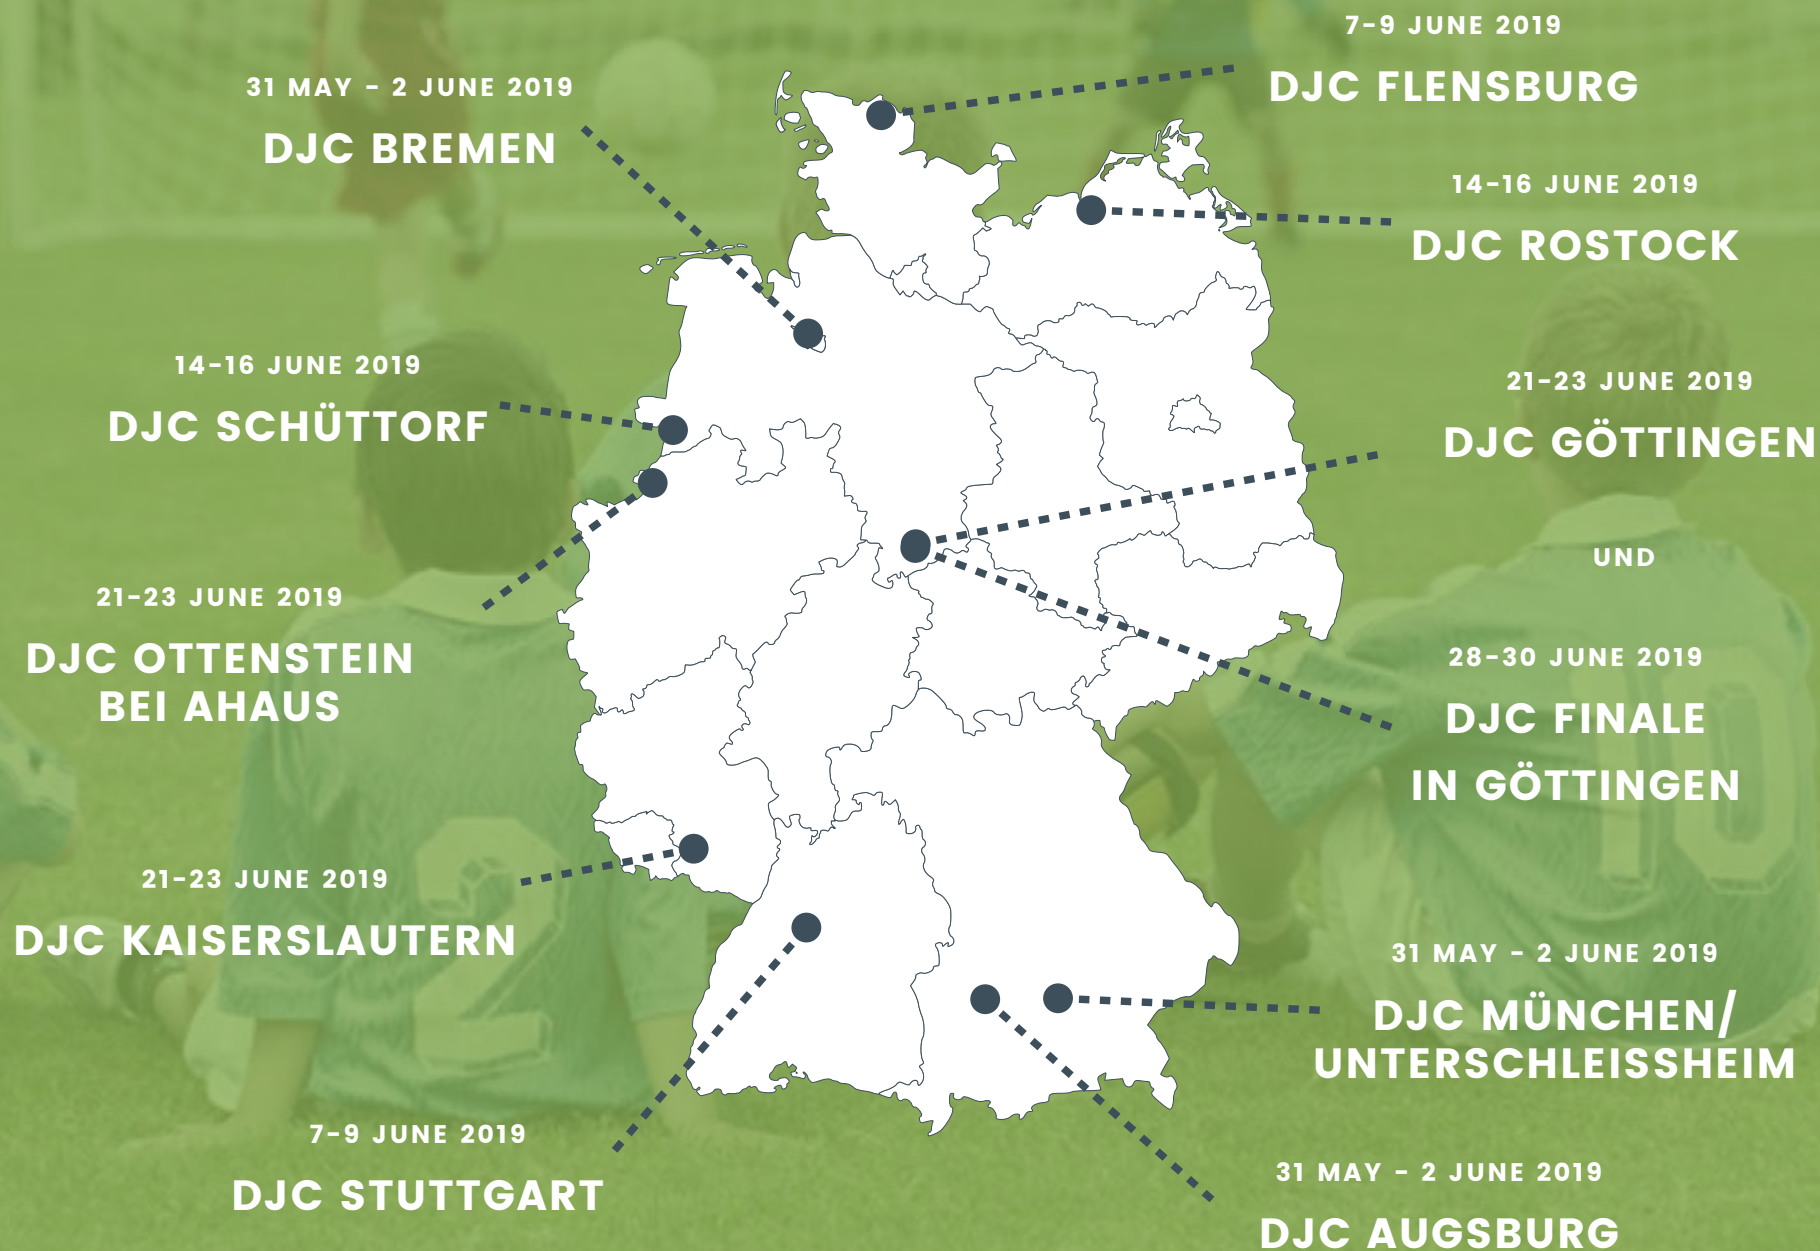 31 MAY - 2 JUNE 2019
DJC BREMEN
14-16 JUNE 2019
DJC SCHÜTTORF
21-23 JUNE 2019
DJC OTTENSTEIN
BEI AHAUS
21-23 JUNE 2019
DJC KAISERSLAUTERN
7-9 JUNE 2019
DJC STUTTGART
7-9 JUNE 2019
DJC FLENSBURG
14-16 JUNE 2019
DJC ROSTOCK
21-23 JUNE 2019
DJC GÖTTINGEN
UND
28-30 JUNE 2019
DJC FINALE
IN GÖTTINGEN
31 MAY - 2 JUNE 2019
DJC MÜNCHEN/
UNTERSCHLEISSHEIM
31 MAY - 2 JUNE 2019
DJC AUGSBURG
2
10